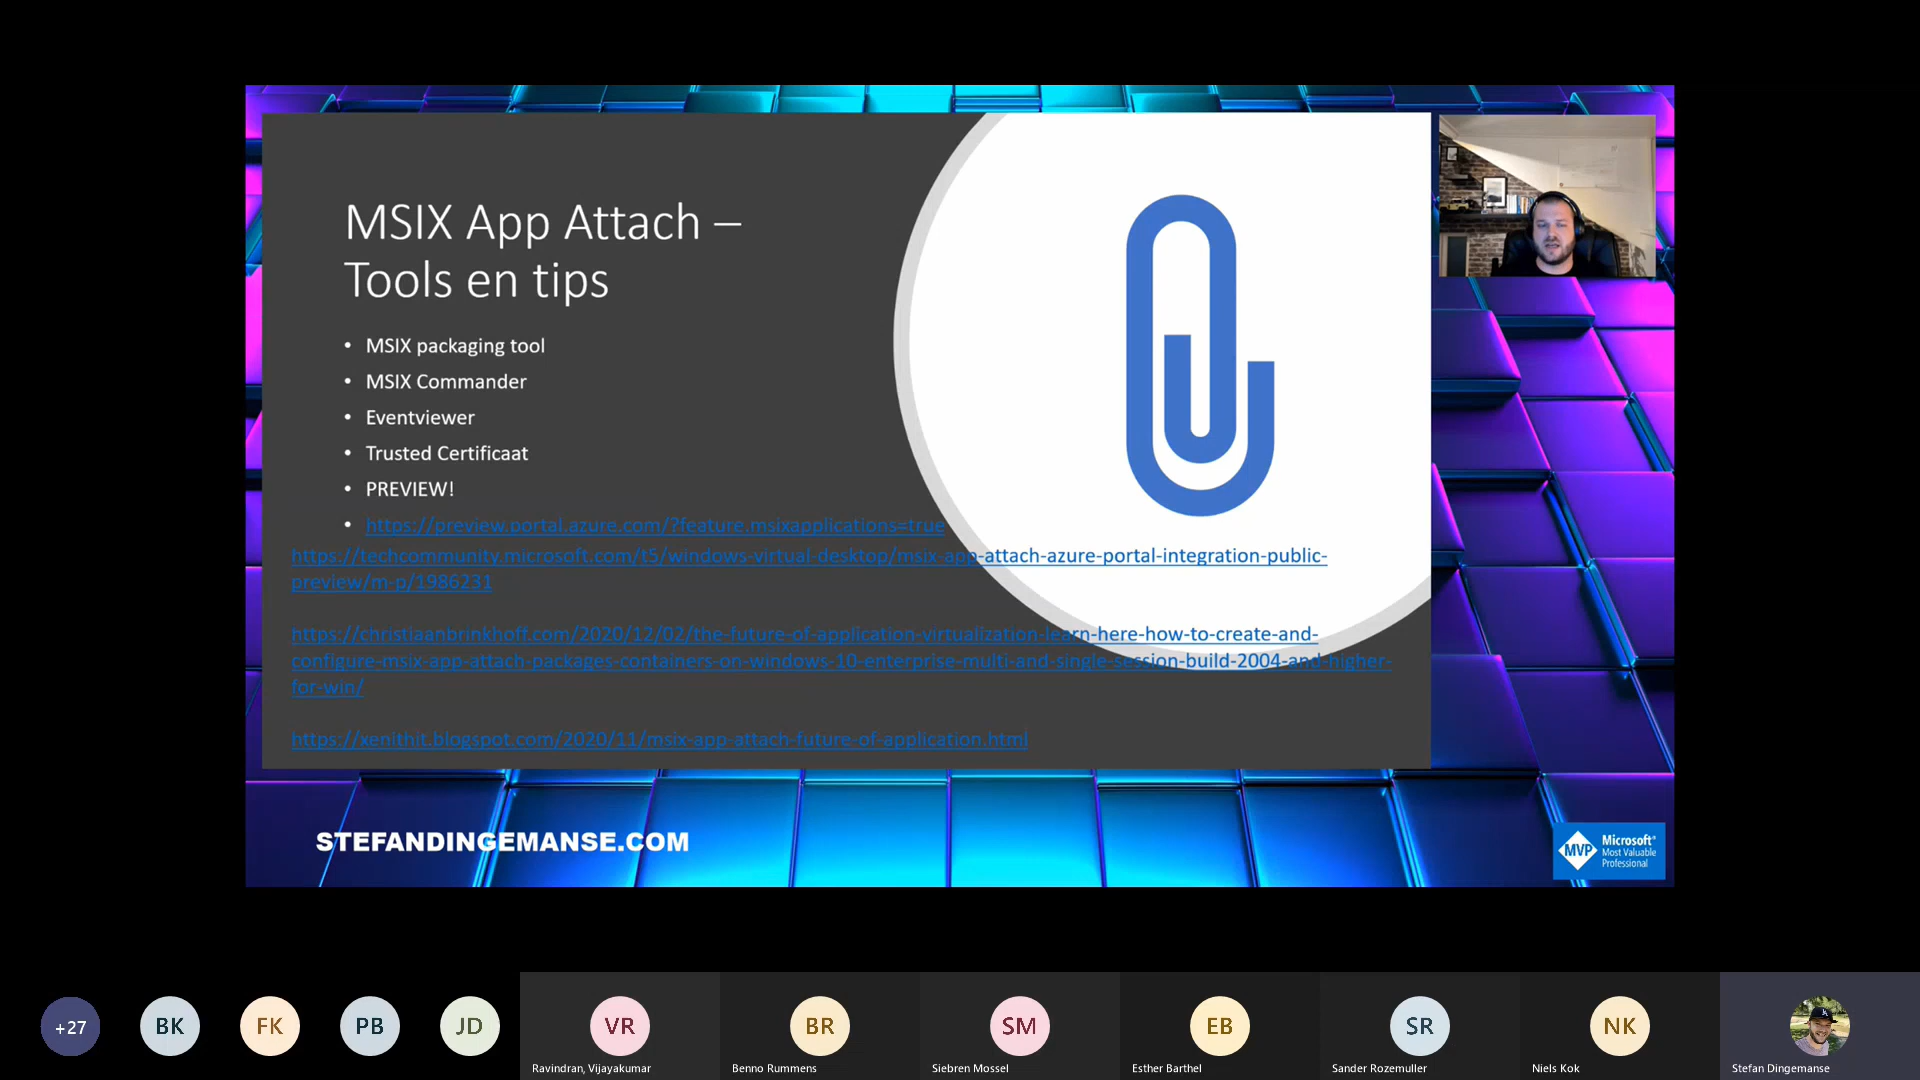 MSIX App Attach –
Tools en tips
• MSIX packaging tool
• MSIX Commander
• Eventviewer
• Trusted Certificaat
• PREVIEW!
• https://preview.portal.azure.com/?feature.msixapplications=true
https://techcommunity.microsoft.com/t5/windows-virtual-desktop/msix-app-attach-azure-portal-integration-public-
preview/m-p/1986231
https://christiaanbrinkhoff.com/2020/12/02/the-future-of-application-virtualization-learn-here-how-to-create-and-
configure-msix-app-attach-packages-containers-on-windows-10-enterprise-multi-and-single-session-build-2004-and-higher-
for-win/
https://xenithit.blogspot.com/2020/11/msix-app-attach-future-of-application.html
STEFANDINGEMANSE.COM
MVP
Microsoft®
Most Valuable
Professional
+27
BK
FK
PB
JD
VR
BR
SM
EB
SR
NK
Ravindran, Vijayakumar
Benno Rummens
Siebren Mossel
Esther Barthel
Sander Rozemuller
Niels Kok
Stefan Dingemanse